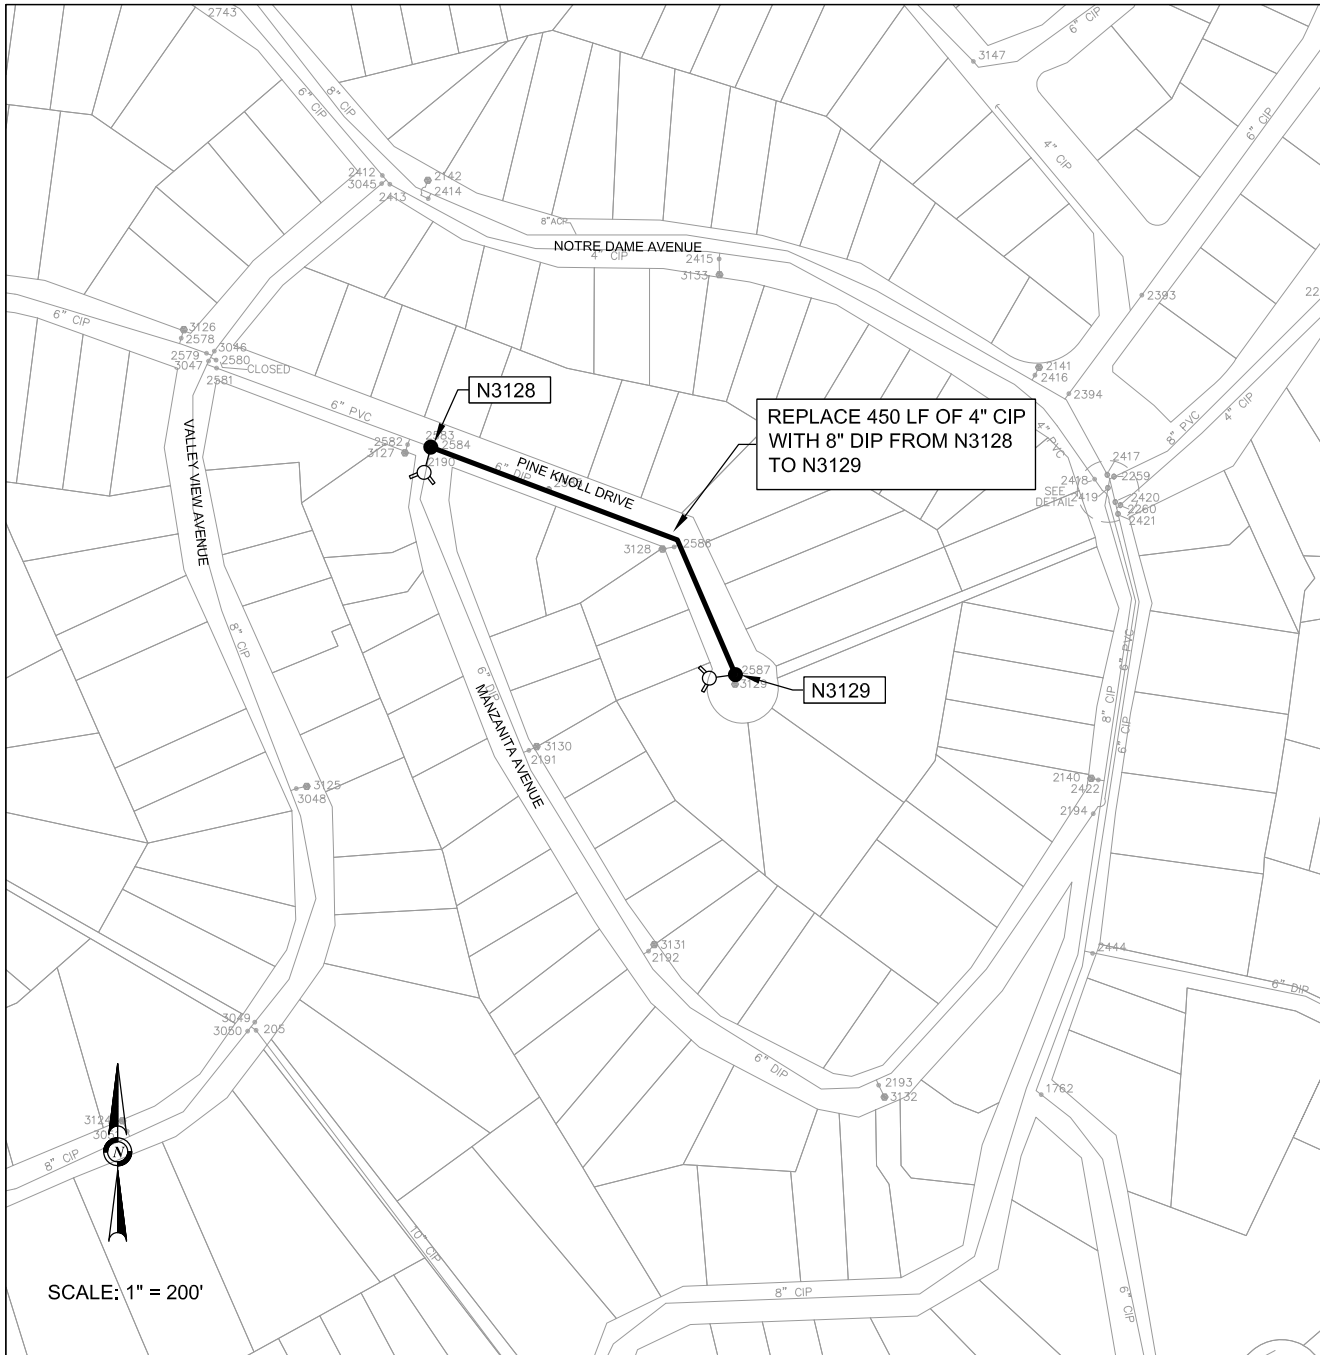 2743
6" CIP
3147
8" CIP
6" CIP
6" CIP
4" CIP
2412
3045
2142
2414
2413
8" ACP
NOTRE DAME AVENUE
4" CIP
2415
3133
2393
6" CIP
3126
2578
2579
3046
3047
2580
CLOSED
2581
2141
2416
2394
N3128
6" PVC
REPLACE 450 LF OF 4" CIP
WITH 8" DIP FROM N3128
TO N3129
4" CIP
8" PVC
4" PVC
2582
2583
2584
3127
2190
VALLEY VIEW AVENUE
PINE KNOLL DRIVE
6" DIP
2417
2418
2259
SEE
DETAIL
2419
2420
2260
2421
3128
2586
8" CIP
6" PVC
2587
3129
N3129
6" DIP
MANZANITA AVENUE
8" CIP
6" CIP
3130
2191
3125
3048
2140
2422
2194
3131
2192
2444
6" DIP
3049
3050
205
6" DIP
2193
3132
1762
3124
8" CIP
N
10" CIP
SCALE: 1" = 200'
8" CIP
6" CIP